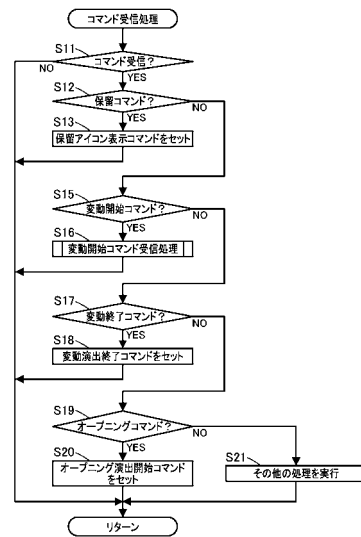 コマンド受信処理
S11
コマンド受信?
NO
YES
S12
保留コマンド?
NO
YES
S13
保留アイコン表示コマンドをセット
S15
変動開始コマンド?
NO
YES
S16
変動開始コマンド受信処理
S17
変動終了コマンド?
NO
YES
S18
変動演出終了コマンドをセット
S19
オープニングコマンド?
NO
YES
S20
オープニング演出開始コマンド
をセット
S21
その他の処理を実行
リターン